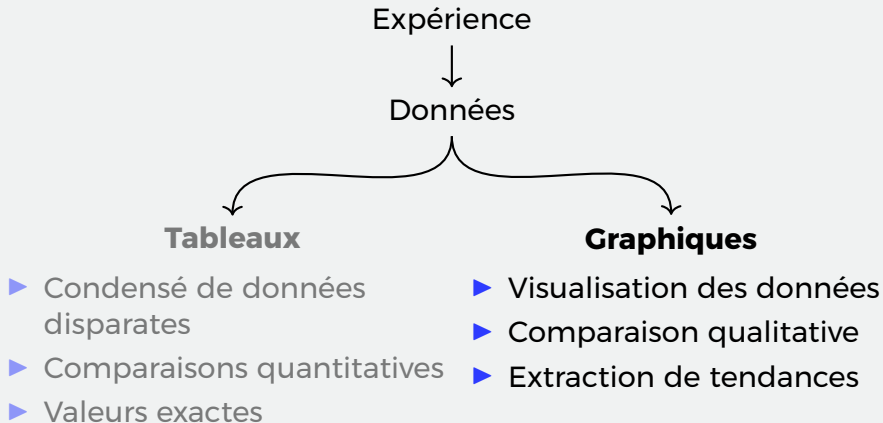 Expérience
Données
Tableaux
Condensé de données
disparates
Comparaisons quantitatives
Valeurs exactes
Graphiques
Visualisation des données
Comparaison qualitative
Extraction de tendances